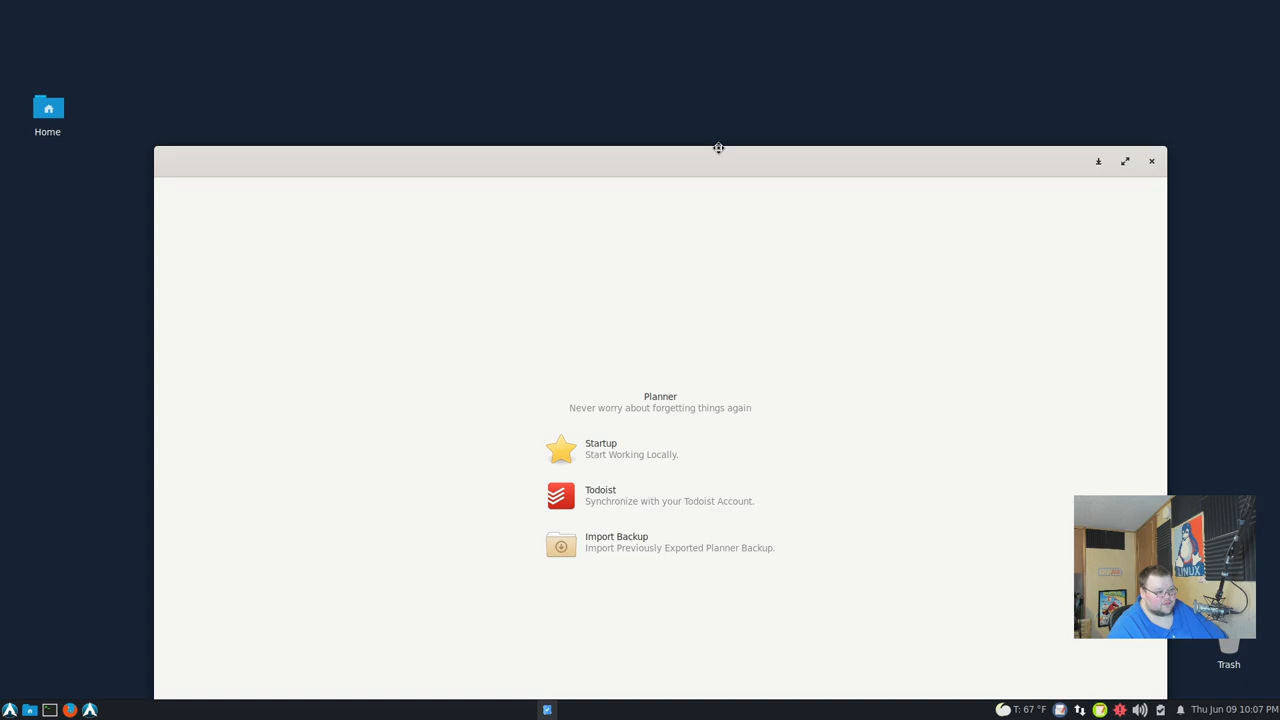 Home
Planner
Never worry about forgetting things again
Startup
Start Working Locally.
Todoist
Synchronize with your Todoist Account.
Import Backup
Import Previously Exported Planner Backup.
LINUX
Trash
T: 67 °F
Thu Jun 09 10:07 PM